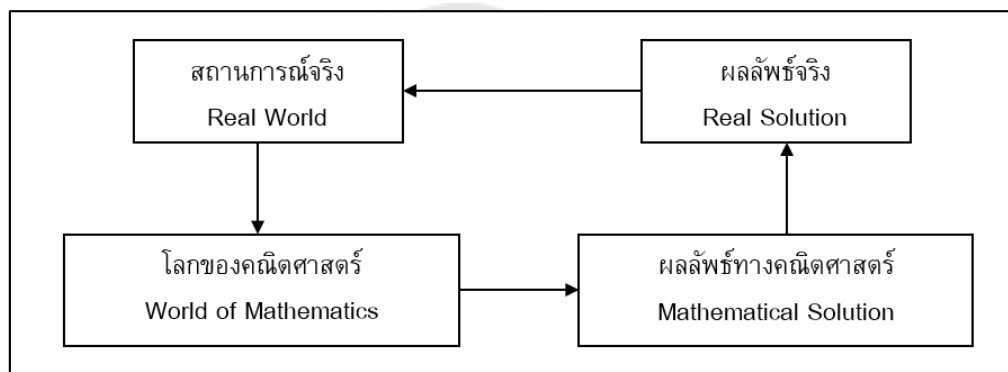 สถานการณ์จริง
Real World
ผลลัพธ์จริง
Real Solution
โลกของคณิตศาสตร์
World of Mathematics
ผลลัพธ์ทางคณิตศาสตร์
Mathematical Solution